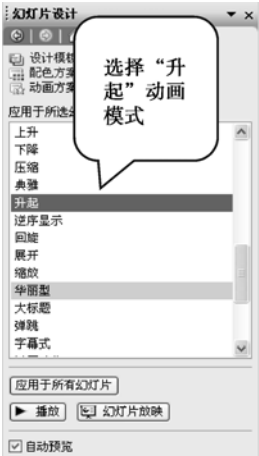 幻灯片设计
设计模板
配色方案
动画方案
选择“升
起”动画
模式
应用于所选幻
上升
下降
压缩
典雅
升起
逆序显示
回旋
展开
缩放
华丽型
大标题
弹跳
字幕式
应用于所有幻灯片
播放
幻灯片放映
自动预览